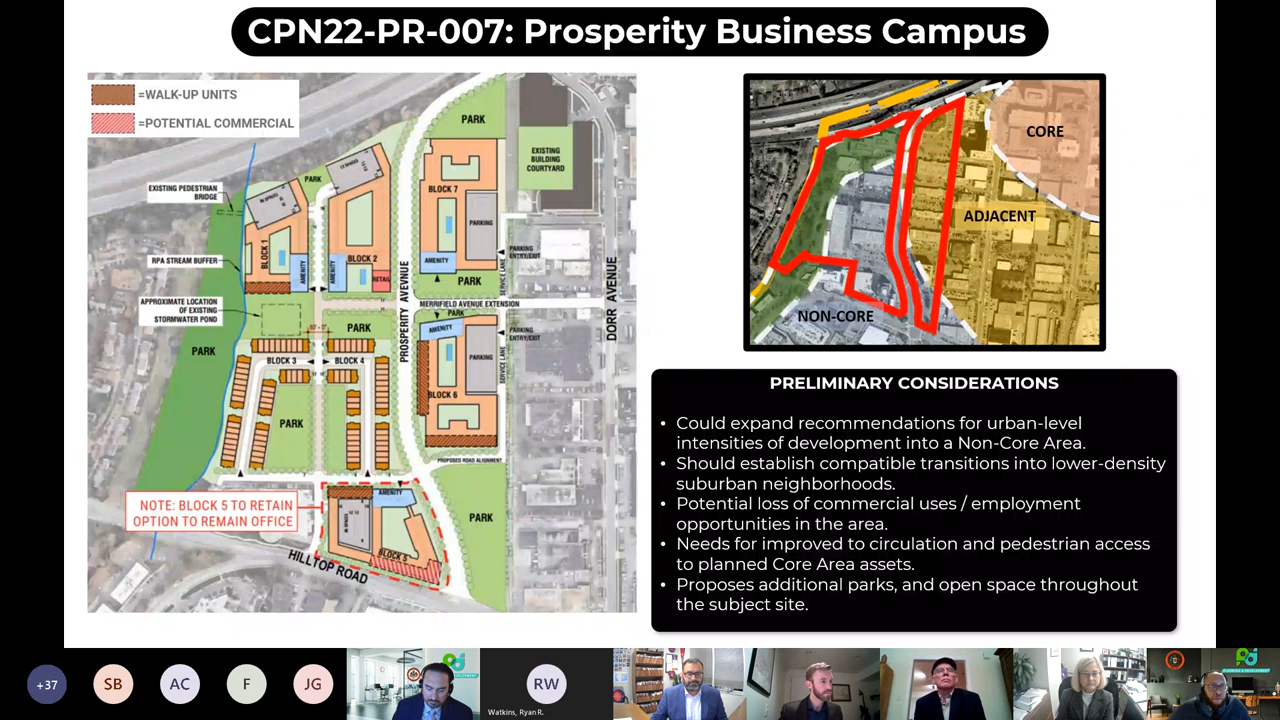 CPN22-PR-007: Prosperity Business Campus
=WALK-UP UNITS
=POTENTIAL COMMERCIAL
EXISTING PEDESTRIAN
BRIDGE
RPA STREAM BUFFER
APPROXIMATE LOCATION
OF EXISTING
STORMWATER POND
PARK
PARK
BLOCK 1
AMENITY
AMENITY
BLOCK 2
RETAIL
PARK
BLOCK 3
BLOCK 4
PARK
PROSPERITY AVEVNUE
PARK
BLOCK 7
PARKING
AMENITY
PARK
SERVICE LANE
PARKING
ENTRY/EXIT
EXISTING
BUILDING
COURTYARD
MERRIFIELD AVENUE EXTENSION
PARK
AMENITY
PARKING
SERVICE LANE
PARKING
ENTRY/EXIT
BLOCK 6
DORR AVENUE
PROPOSED ROAD ALIGNMENT
PARK
NOTE: BLOCK 5 TO RETAIN
OPTION TO REMAIN OFFICE
AMENITY
BLOCK 5
HILLTOP ROAD
CORE
ADJACENT
NON-CORE
PRELIMINARY CONSIDERATIONS
• Could expand recommendations for urban-level
intensities of development into a Non-Core Area.
• Should establish compatible transitions into lower-density
suburban neighborhoods.
• Potential loss of commercial uses / employment
opportunities in the area.
• Needs for improved to circulation and pedestrian access
to planned Core Area assets.
• Proposes additional parks, and open space throughout
the subject site.
+37
SB
AC
F
JG
RW
Watkins, Ryan R.